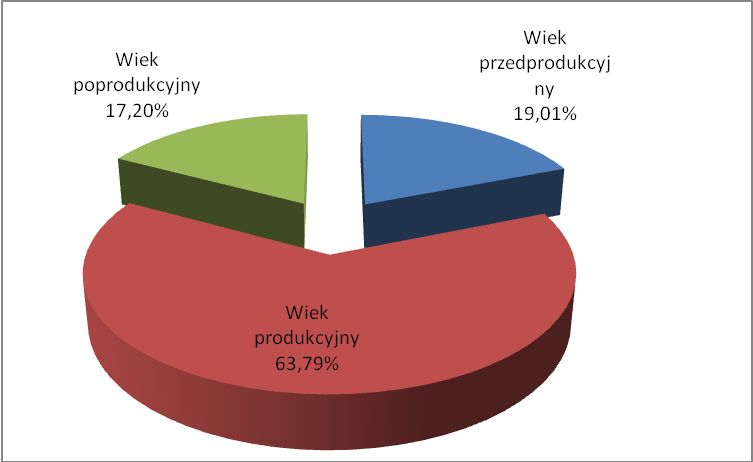 Wiek
poprodukcyjny
17,20%
Wiek
przedprodukcyj
ny
19,01%
Wiek
produkcyjny
63,79%